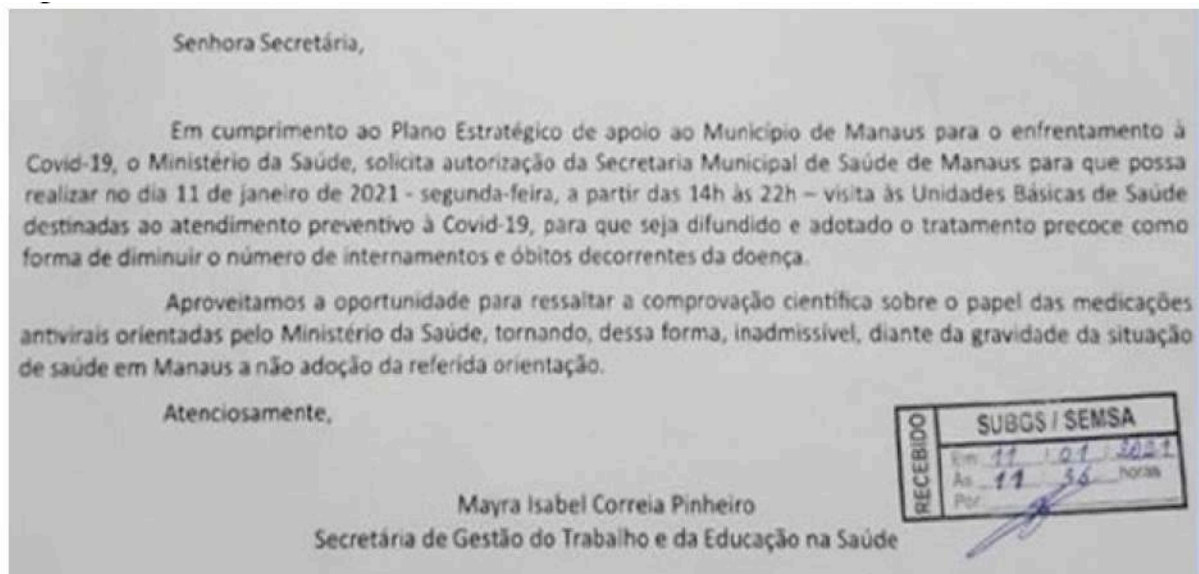 Senhora Secretária,
Em cumprimento ao Plano Estratégico de apoio ao Município de Manaus para o enfrentamento à
Covid-19, o Ministério da Saúde, solicita autorização da Secretaria Municipal de Saúde de Manaus para que possa
realizar no dia 11 de janeiro de 2021 - segunda-feira, a partir das 14h às 22h – visita às Unidades Básicas de Saúde
destinadas ao atendimento preventivo à Covid-19, para que seja difundido e adotado o tratamento precoce como
forma de diminuir o número de internamentos e óbitos decorrentes da doença.
Aproveitamos a oportunidade para ressaltar a comprovação científica sobre o papel das medicações
antivirais orientadas pelo Ministério da Saúde, tornando, dessa forma, inadmissível, diante da gravidade da situação
de saúde em Manaus a não adoção da referida orientação.
Atenciosamente,
RECEBIDO
SUBGS / SEMSA
Em 11 / 01 / 2021
Às 11 36 horas
Por
Mayra Isabel Correia Pinheiro
Secretária de Gestão do Trabalho e da Educação na Saúde